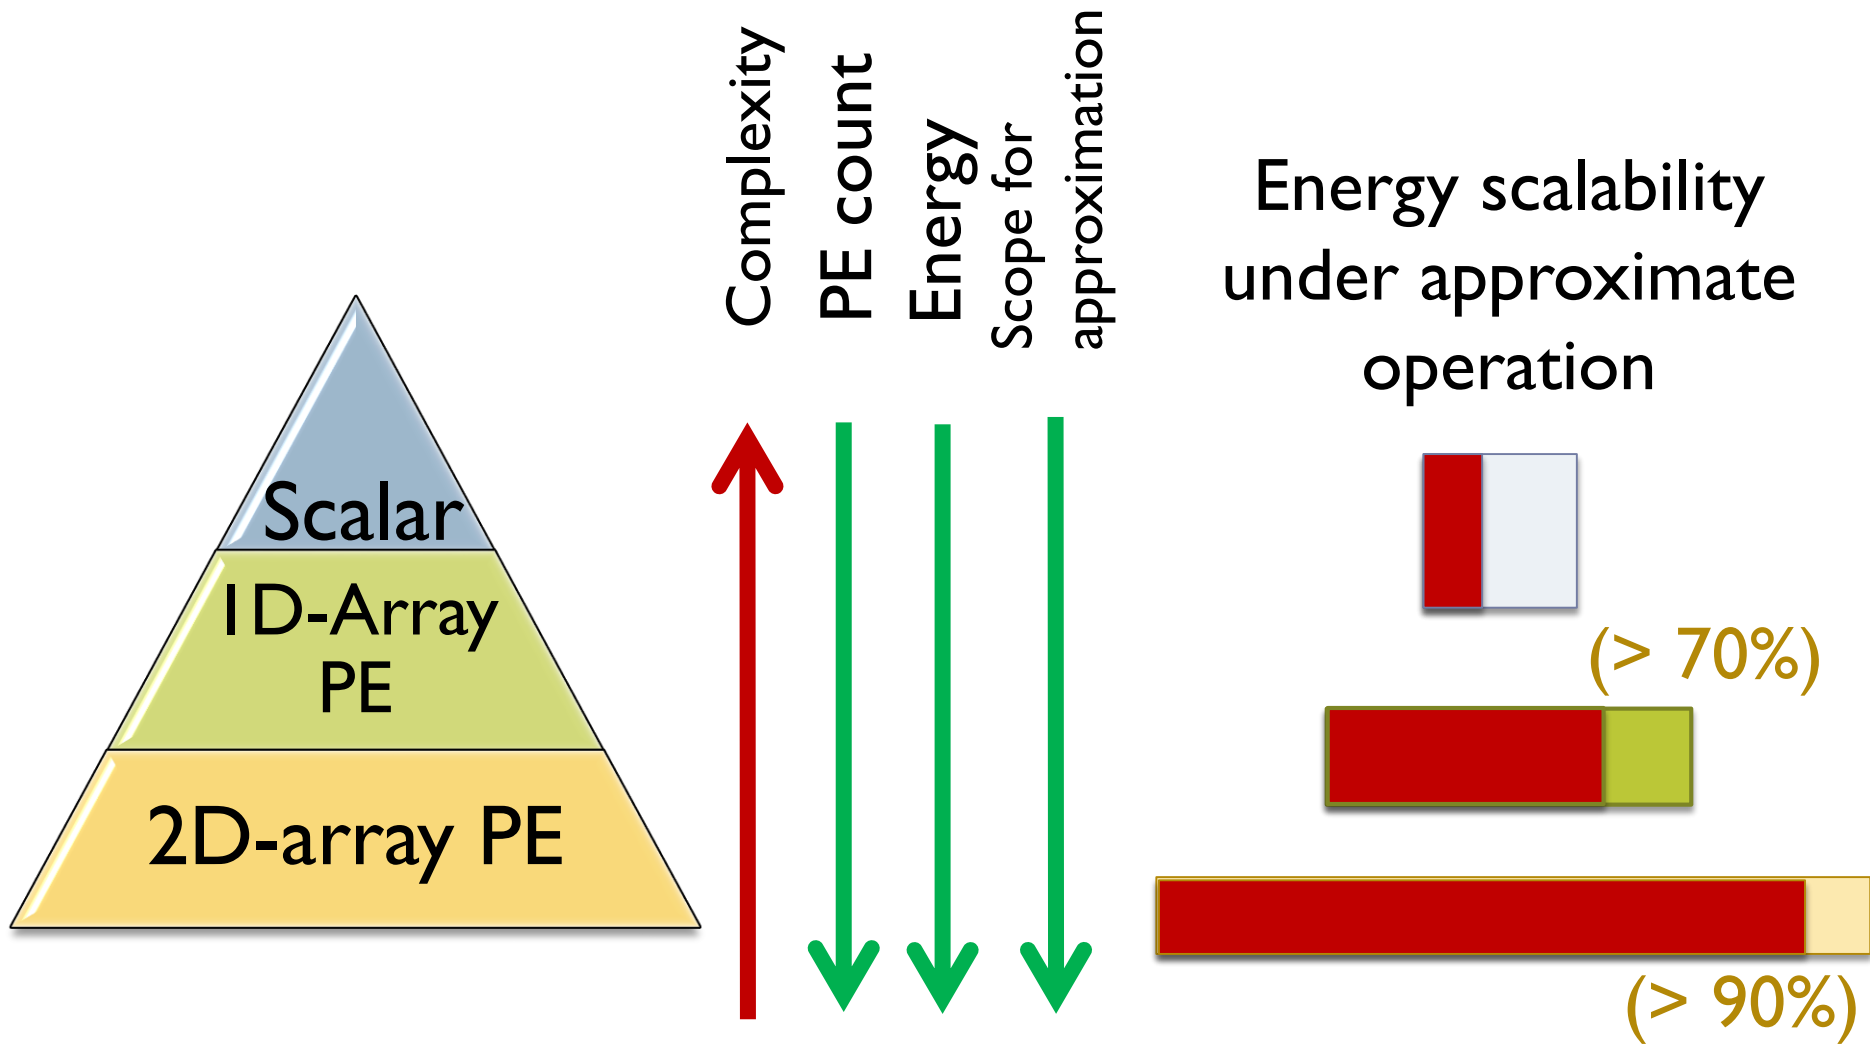 Complexity
PE count
Energy
Scope for
approximation
Energy scalability
under approximate
operation
Scalar
1D-Array
PE
2D-array PE
(> 70%)
(> 90%)